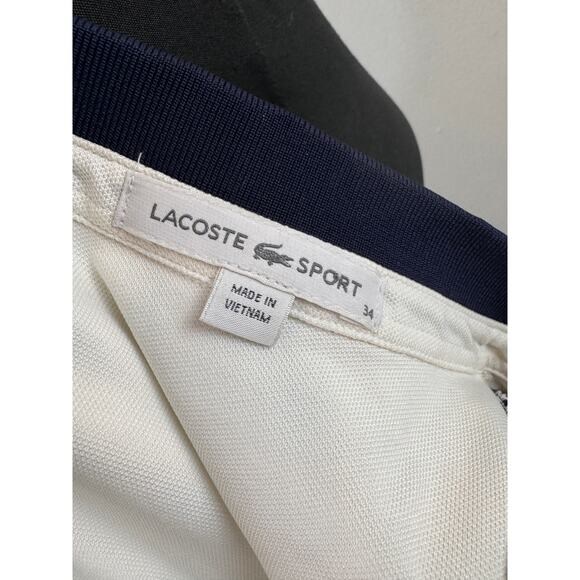 LACOSTE SPORT
34
MADE IN
VIETNAM